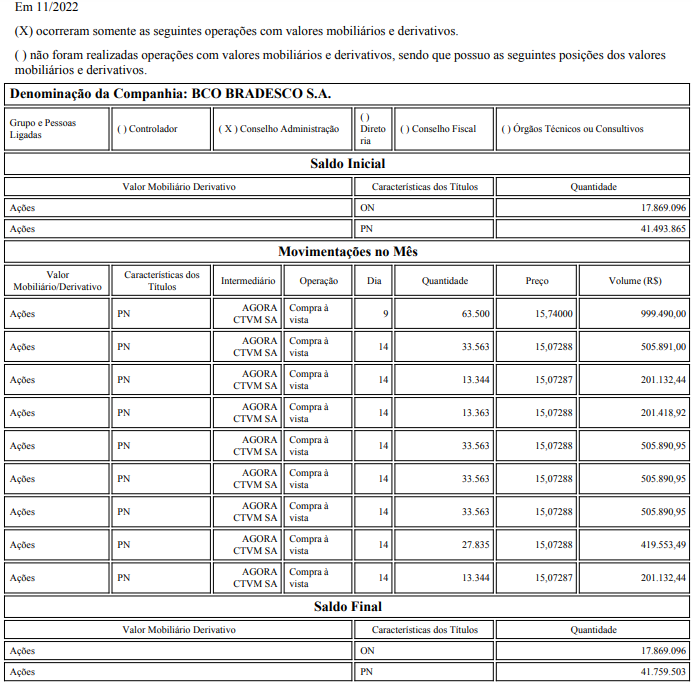 Em 11/2022
(X) ocorreram somente as seguintes operações com valores mobiliários e derivativos.
( ) não foram realizadas operações com valores mobiliários e derivativos, sendo que possuo as seguintes posições dos valores
mobiliários e derivativos.
Denominação da Companhia: BCO BRADESCO S.A.
Grupo e Pessoas
Ligadas
( ) Controlador
( X ) Conselho Administração
( )
Direto
ria
( ) Conselho Fiscal
( ) Órgãos Técnicos ou Consultivos
Saldo Inicial
Valor Mobiliário Derivativo Características dos Títulos Quantidade
Ações ON 17.869.096
Ações PN 41.493.865
Movimentações no Mês
Valor
Mobiliário/Derivativo
Características dos
Títulos
Intermediário Operação Dia Quantidade Preço Volume (R$)
Ações PN AGORA
CTVM SA
Compra à
vista
9 63.500 15,74000 999.490,00
Ações PN AGORA
CTVM SA
Compra à
vista
14 33.563 15,07288 505.891,00
Ações PN AGORA
CTVM SA
Compra à
vista
14 13.344 15,07287 201.132,44
Ações PN AGORA
CTVM SA
Compra à
vista
14 13.363 15,07288 201.418,92
Ações PN AGORA
CTVM SA
Compra à
vista
14 33.563 15,07288 505.890,95
Ações PN AGORA
CTVM SA
Compra à
vista
14 33.563 15,07288 505.890,95
Ações PN AGORA
CTVM SA
Compra à
vista
14 33.563 15,07288 505.890,95
Ações PN AGORA
CTVM SA
Compra à
vista
14 27.835 15,07288 419.553,49
Ações PN AGORA
CTVM SA
Compra à
vista
14 13.344 15,07287 201.132,44
Saldo Final
Valor Mobiliário Derivativo Características dos Títulos Quantidade
Ações ON 17.869.096
Ações PN 41.759.503